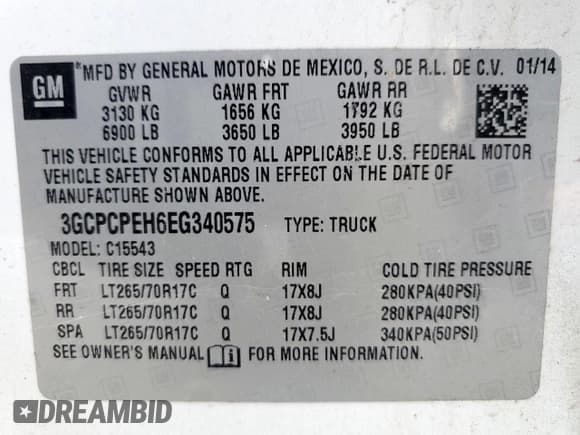 GM
*MFD BY GENERAL MOTORS DE MEXICO, S. DE R.L. DE C.V. 01/14
GVWR GAWR FRT GAWR RR
3130 KG 1656 KG 1792 KG
6900 LB 3650 LB 3950 LB
THIS VEHICLE CONFORMS TO ALL APPLICABLE U.S. FEDERAL MOTOR
VEHICLE SAFETY STANDARDS IN EFFECT ON THE DATE OF
MANUFACTURE SHOWN ABOVE.
3GCPCPEH6EG340575 TYPE: TRUCK
MODEL: C15543
CBCL TIRE SIZE SPEED RTG RIM COLD TIRE PRESSURE
FRT LT265/70R17C Q 17X8J 280KPA(40PSI)
RR LT265/70R17C Q 17X8J 280KPA(40PSI)
SPA LT265/70R17C Q 17X7.5J 340KPA(50PSI)
SEE OWNER'S MANUAL FOR MORE INFORMATION.
DREAMBID